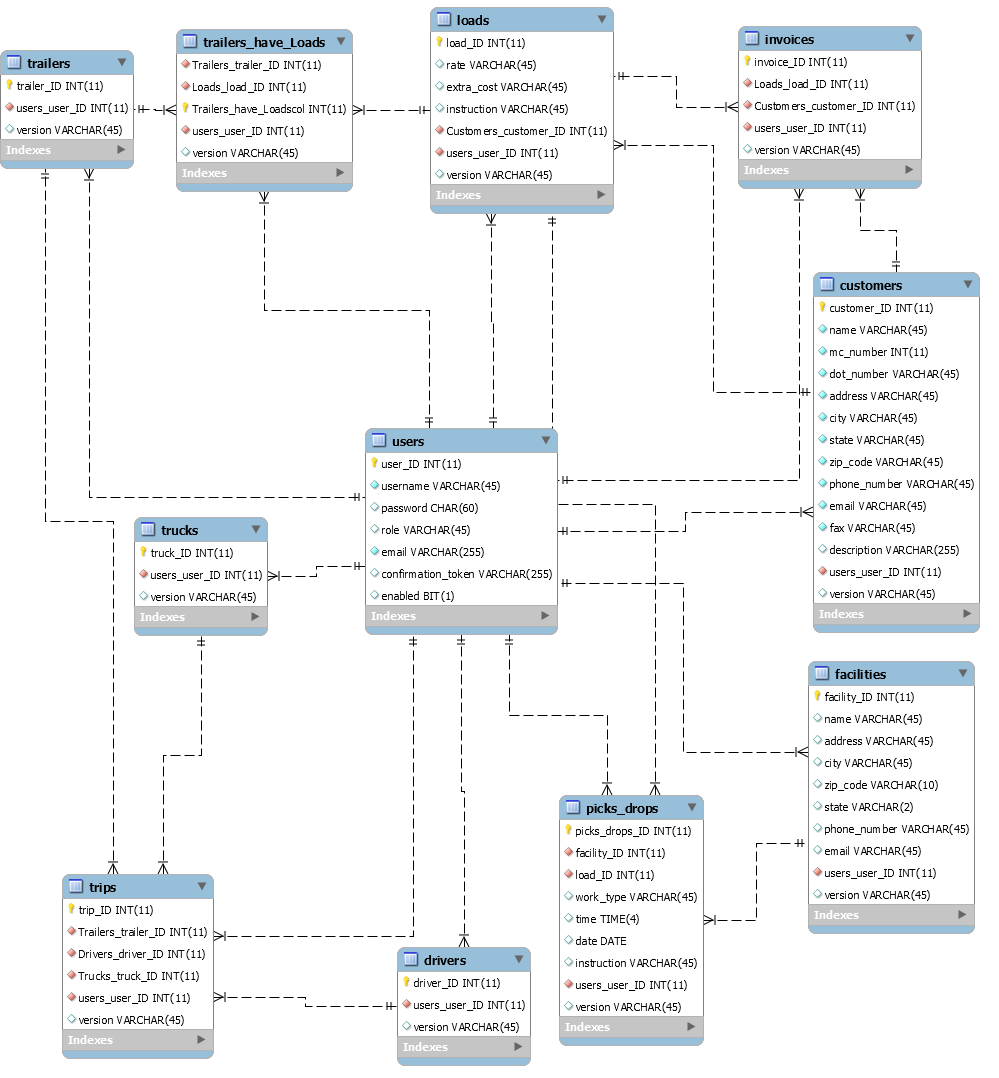 trailers
trailer_ID INT(11)
users_user_ID INT(11)
version VARCHAR(45)
Indexes
trailers_have_Loads
Trailers_trailer_ID INT(11)
Loads_load_ID INT(11)
Trailers_have_Loadscol INT(11)
users_user_ID INT(11)
version VARCHAR(45)
Indexes
loads
load_ID INT(11)
rate VARCHAR(45)
extra_cost VARCHAR(45)
instruction VARCHAR(45)
Customers_customer_ID INT(11)
users_user_ID INT(11)
version VARCHAR(45)
Indexes
invoices
invoice_ID INT(11)
Loads_load_ID INT(11)
Customers_customer_ID INT(11)
users_user_ID INT(11)
version VARCHAR(45)
Indexes
customers
customer_ID INT(11)
name VARCHAR(45)
mc_number INT(11)
dot_number VARCHAR(45)
address VARCHAR(45)
city VARCHAR(45)
state VARCHAR(45)
zip_code VARCHAR(45)
phone_number VARCHAR(45)
email VARCHAR(45)
fax VARCHAR(45)
description VARCHAR(255)
users_user_ID INT(11)
version VARCHAR(45)
Indexes
users
user_ID INT(11)
username VARCHAR(45)
password CHAR(60)
role VARCHAR(45)
email VARCHAR(255)
confirmation_token VARCHAR(255)
enabled BIT(1)
Indexes
trucks
truck_ID INT(11)
users_user_ID INT(11)
version VARCHAR(45)
Indexes
facilities
facility_ID INT(11)
name VARCHAR(45)
address VARCHAR(45)
city VARCHAR(45)
zip_code VARCHAR(10)
state VARCHAR(2)
phone_number VARCHAR(45)
email VARCHAR(45)
users_user_ID INT(11)
version VARCHAR(45)
Indexes
picks_drops
picks_drops_ID INT(11)
facility_ID INT(11)
load_ID INT(11)
work_type VARCHAR(45)
time TIME(4)
date DATE
instruction VARCHAR(45)
users_user_ID INT(11)
version VARCHAR(45)
Indexes
trips
trip_ID INT(11)
Trailers_trailer_ID INT(11)
Drivers_driver_ID INT(11)
Trucks_truck_ID INT(11)
users_user_ID INT(11)
version VARCHAR(45)
Indexes
drivers
driver_ID INT(11)
users_user_ID INT(11)
version VARCHAR(45)
Indexes